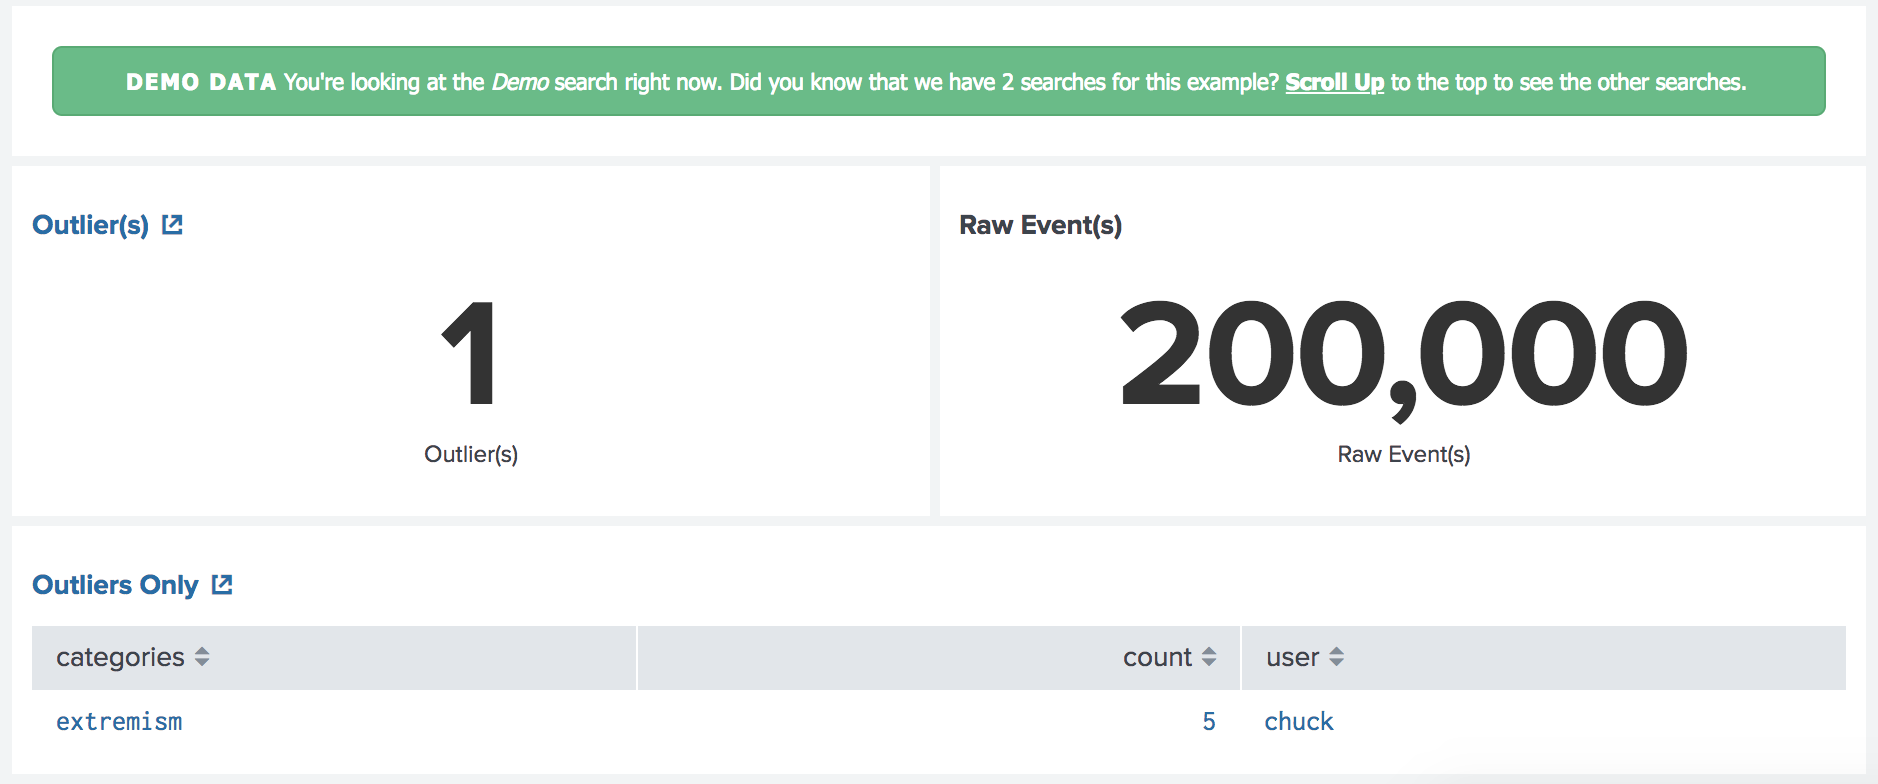 DEMO DATA You're looking at the Demo search right now. Did you know that we have 2 searches for this example? Scroll Up to the top to see the other searches.
Outlier(s)
Raw Event(s)
1
200,000
Outlier(s)
Raw Event(s)
Outliers Only
categories count user
extremism 5 chuck